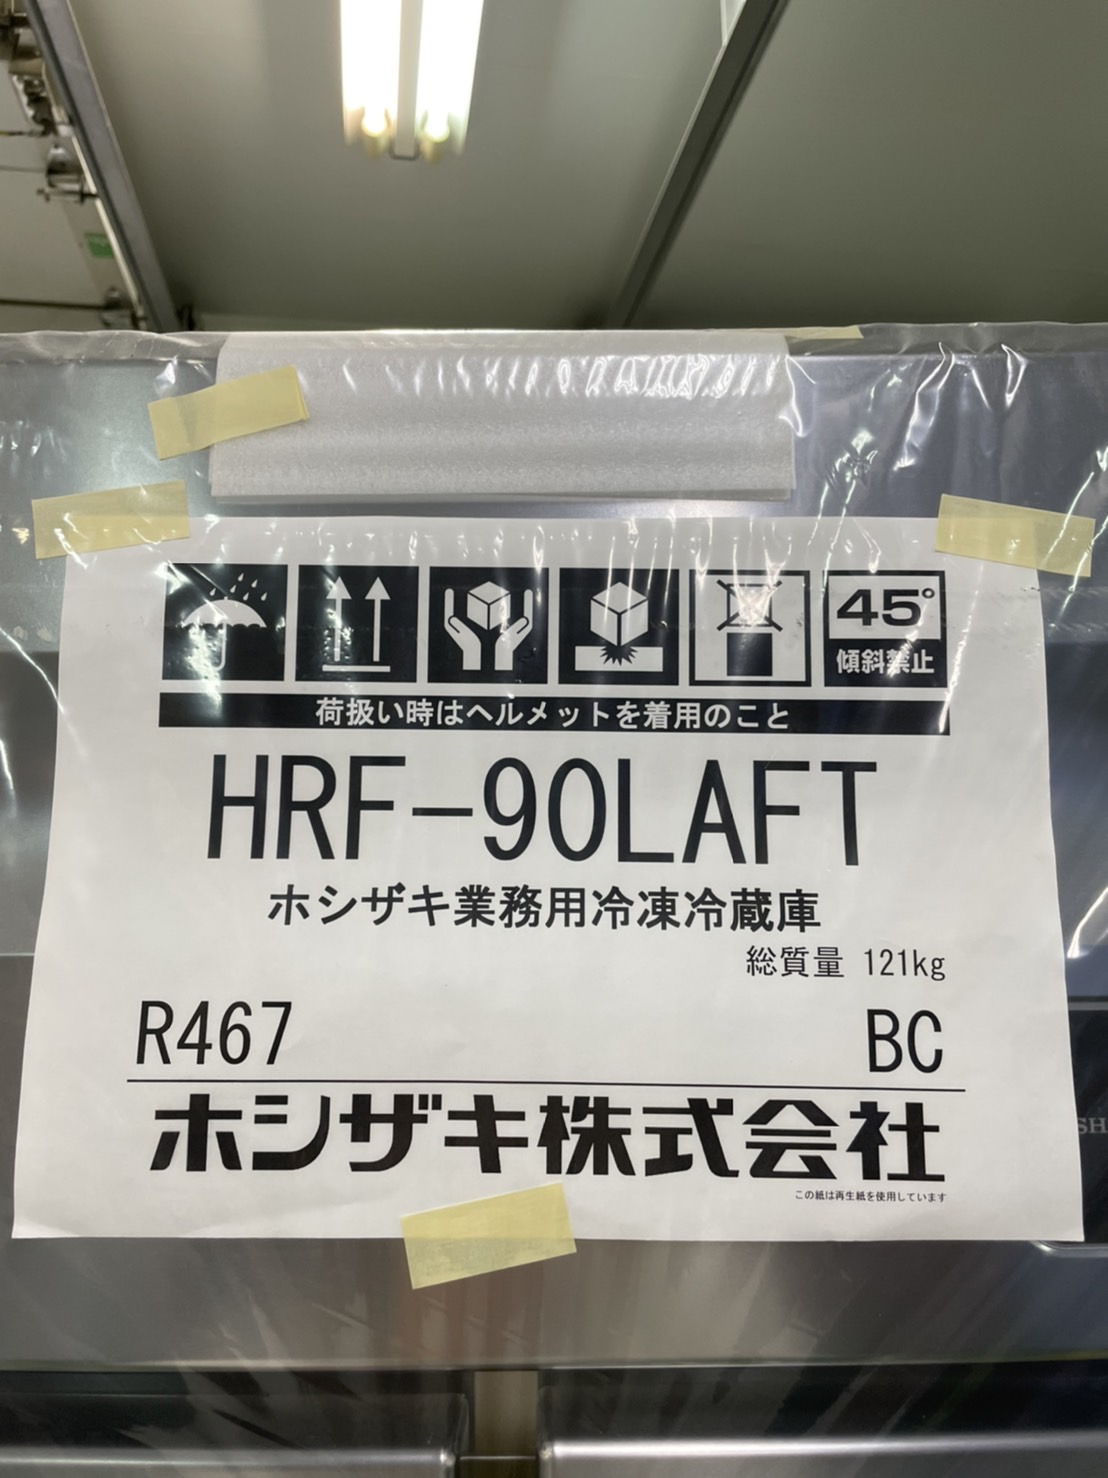 45°
傾斜禁止
荷扱い時はヘルメットを着用のこと
HRF-90LAFT
ホシザキ業務用冷凍冷蔵庫
総質量 121kg
R467 BC
ホシザキ株式会社
この紙は再生紙を使用しています
SH